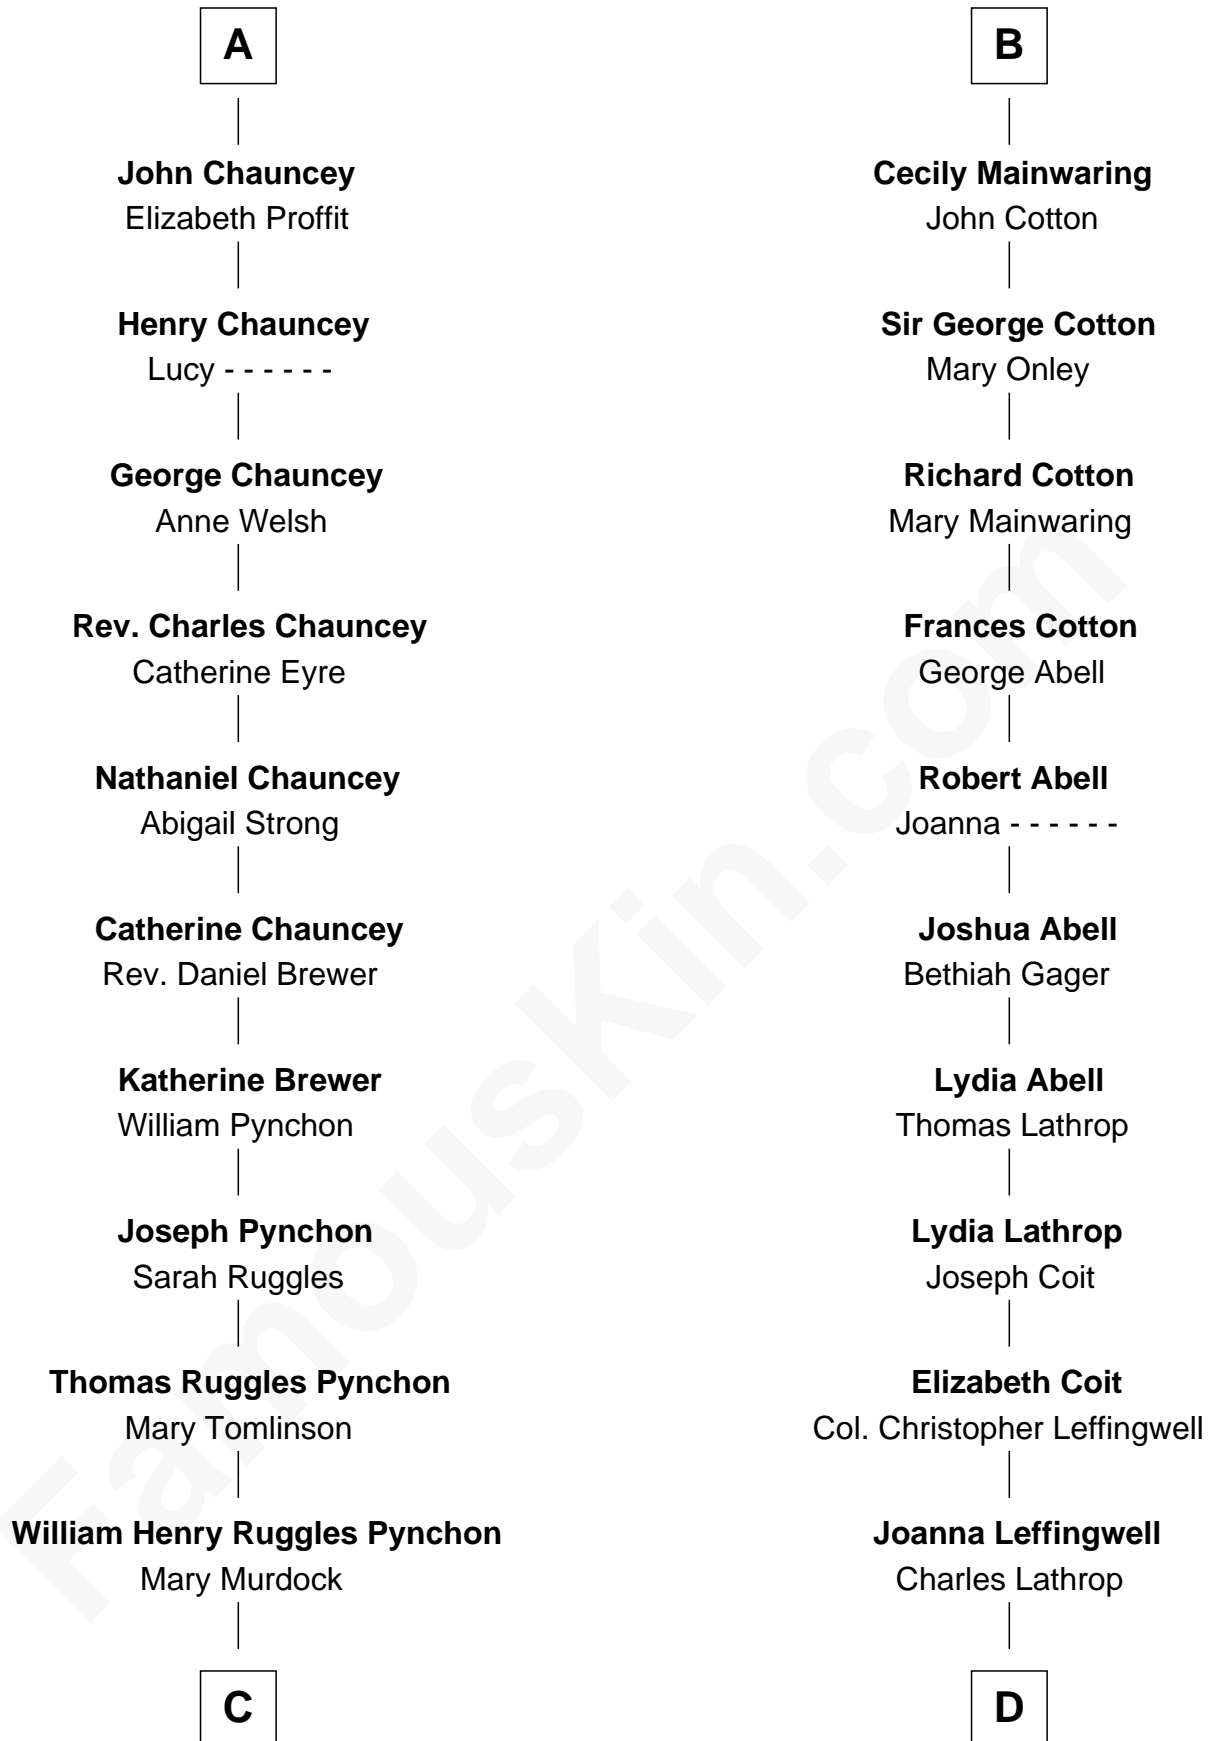 A
John Chauncey
Elizabeth Proffit
Henry Chauncey
Lucy - - - - - -
George Chauncey
Anne Welsh
Rev. Charles Chauncey
Catherine Eyre
Nathaniel Chauncey
Abigail Strong
Catherine Chauncey
Rev. Daniel Brewer
Katherine Brewer
William Pynchon
Joseph Pynchon
Sarah Ruggles
Thomas Ruggles Pynchon
Mary Tomlinson
William Henry Ruggles Pynchon
Mary Murdock
C
B
Cecily Mainwaring
John Cotton
Sir George Cotton
Mary Onley
Richard Cotton
Mary Mainwaring
Frances Cotton
George Abell
Robert Abell
Joanna - - - - - -
Joshua Abell
Bethiah Gager
Lydia Abell
Thomas Lathrop
Lydia Lathrop
Joseph Coit
Elizabeth Coit
Col. Christopher Leffingwell
Joanna Leffingwell
Charles Lathrop
D
FamousKin.com